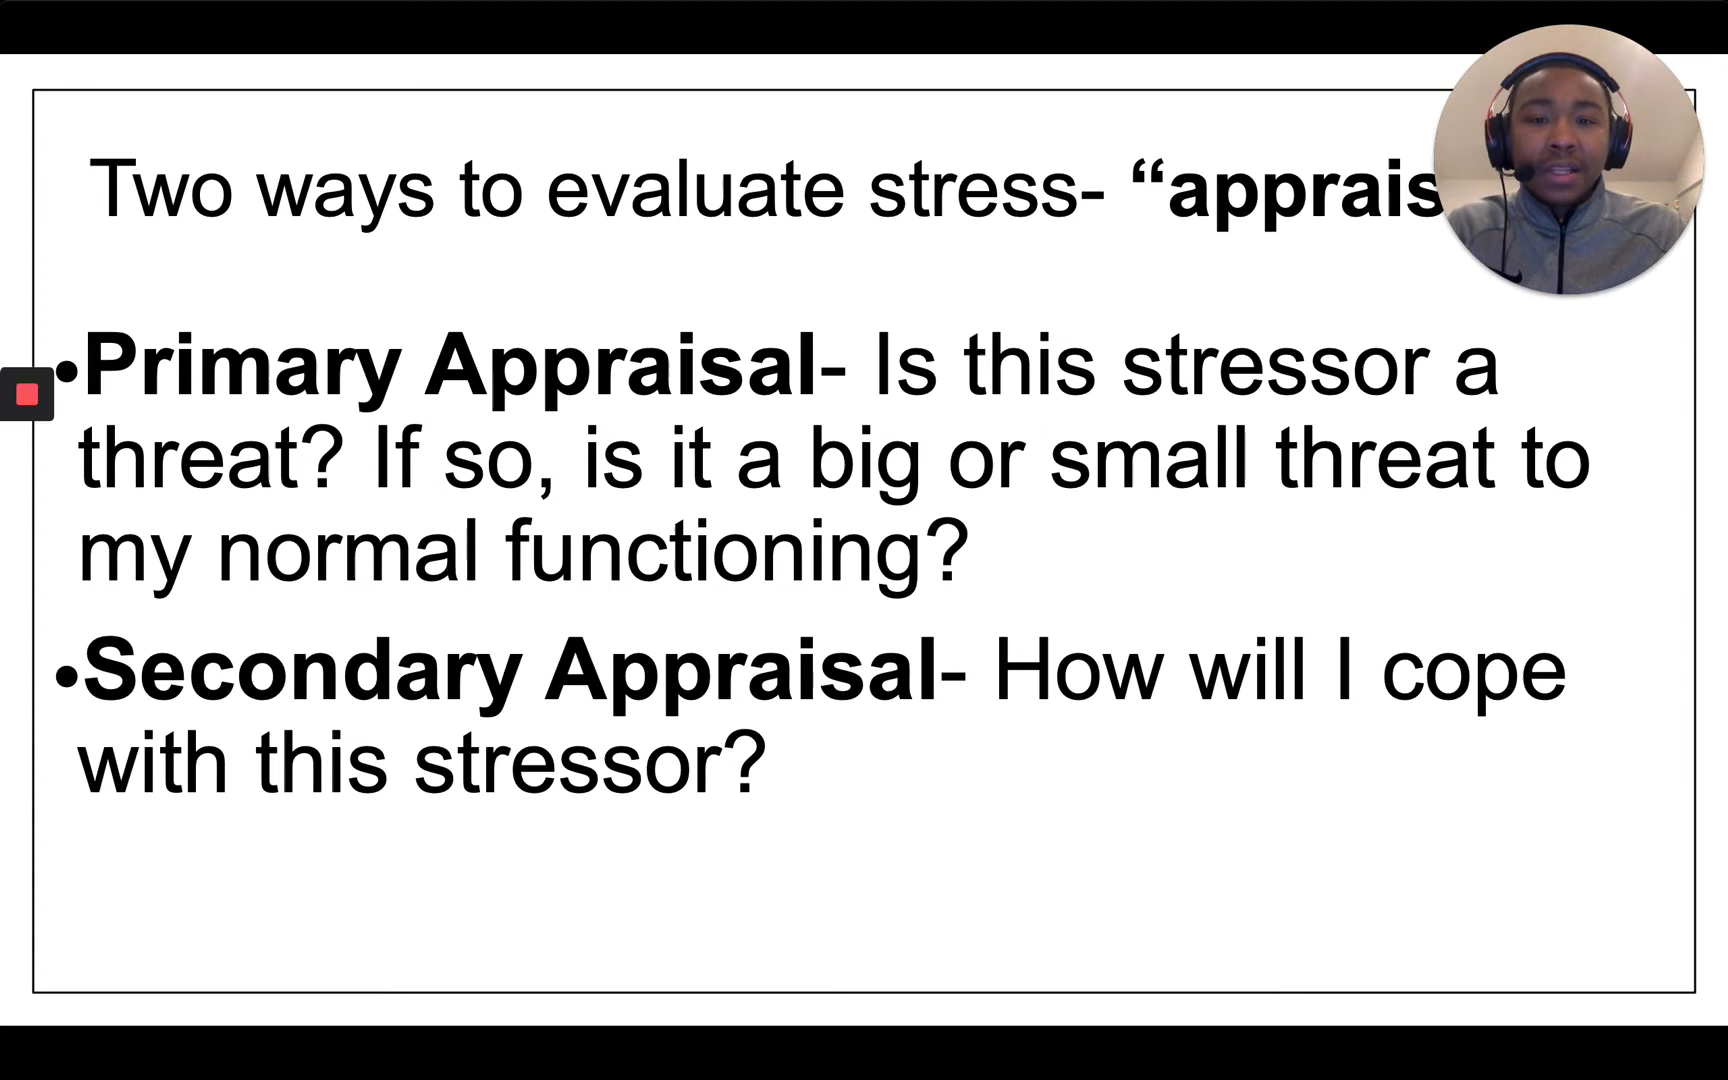 Two ways to evaluate stress- “apprais
•Primary Appraisal- Is this stressor a
threat? If so, is it a big or small threat to
my normal functioning?
•Secondary Appraisal- How will I cope
with this stressor?